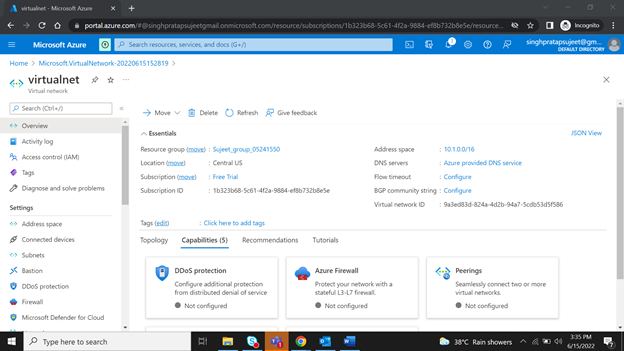 virtualnet - Microsoft Azure
portal.azure.com/#@singhpratapsujeetgmail.onmicrosoft.com/resource/subscriptions/1b323b68-5c61-4f2a-9884-ef8b732b8e5e/resource...
Incognito
Microsoft Azure
Search resources, services, and docs (G+/)
1
singhpratapsujeet@gm...
DEFAULT DIRECTORY
Home > Microsoft.VirtualNetwork-20220615152819 >
virtualnet
Virtual network
Search (Ctrl+/)
Move
Delete
Refresh
Give feedback
Overview
Activity log
Access control (IAM)
Tags
Diagnose and solve problems
Settings
Address space
Connected devices
Subnets
Bastion
DDoS protection
Firewall
Microsoft Defender for Cloud
Essentials
JSON View
Resource group (move) : Sujeet_group_05241550
Location (move) : Central US
Subscription (move) : Free Trial
Subscription ID : 1b323b68-5c61-4f2a-9884-ef8b732b8e5e
Address space : 10.1.0.0/16
DNS servers : Azure provided DNS service
Flow timeout : Configure
BGP community string : Configure
Virtual network ID : 9a3ed83d-824a-4d2b-94a7-5cdb53d5f586
Tags (edit) : Click here to add tags
Topology
Capabilities (5)
Recommendations
Tutorials
DDoS protection
Configure additional protection
from distributed denial of service
Not configured
Azure Firewall
Protect your network with a
stateful L3-L7 firewall.
Not configured
Peerings
Seamlessly connect two or more
virtual networks.
Not configured
Type here to search
38°C Rain showers
3:35 PM
6/15/2022